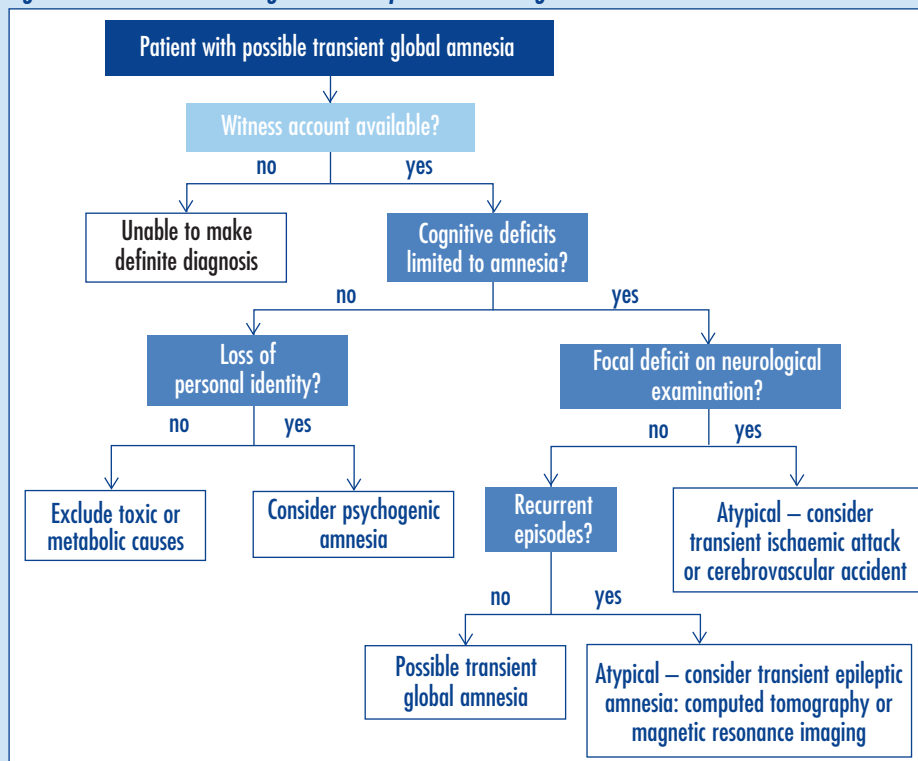 Patient with possible transient global amnesia
Witness account available?
no
yes
Unable to make
definite diagnosis
Cognitive deficits
limited to amnesia?
no
yes
Loss of
personal identity?
Focal deficit on neurological
examination?
no
yes
no
yes
Exclude toxic or
metabolic causes
Consider psychogenic
amnesia
Recurrent
episodes?
Atypical – consider
transient ischaemic attack
or cerebrovascular accident
no
yes
Possible transient
global amnesia
Atypical – consider transient epileptic
amnesia: computed tomography or
magnetic resonance imaging